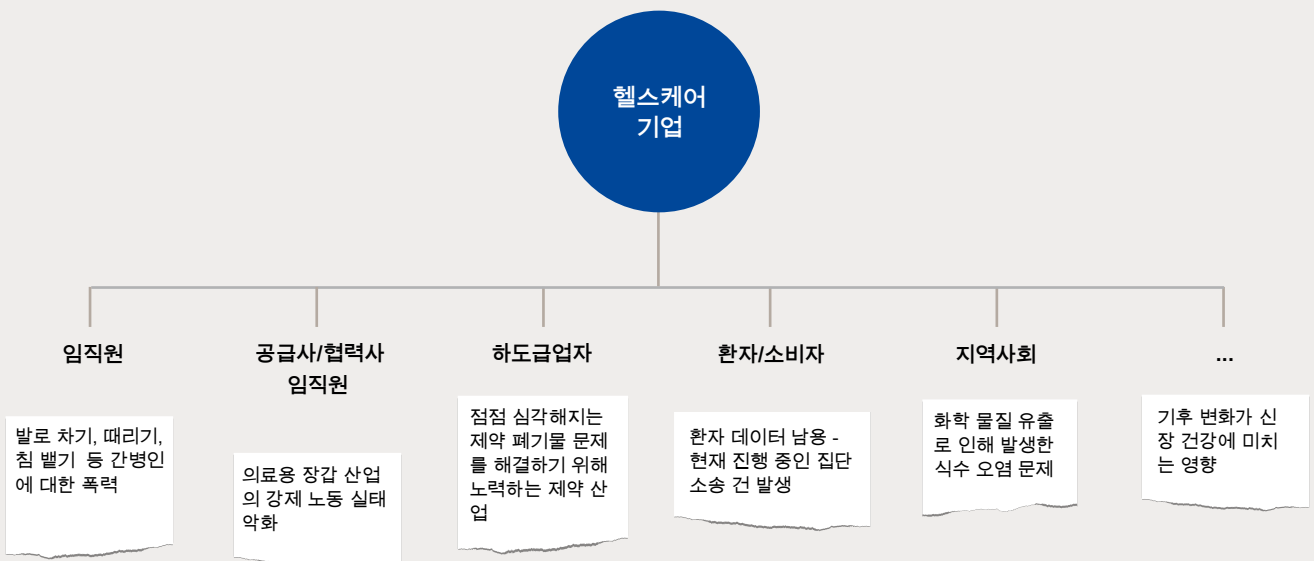 헬스케어
기업
임직원
공급사/협력사
임직원
하도급업자
환자/소비자
지역사회
...
발로 차기, 때리기,
침 뱉기 등 간병인
에 대한 폭력
의료용 장갑 산업
의 강제 노동 실태
악화
점점 심각해지는
제약 폐기물 문제
를 해결하기 위해
노력하는 제약 산
업
환자 데이터 남용 -
현재 진행 중인 집단
소송 건 발생
화학 물질 유출
로 인해 발생한
식수 오염 문제
기후 변화가 신
장 건강에 미치
는 영향